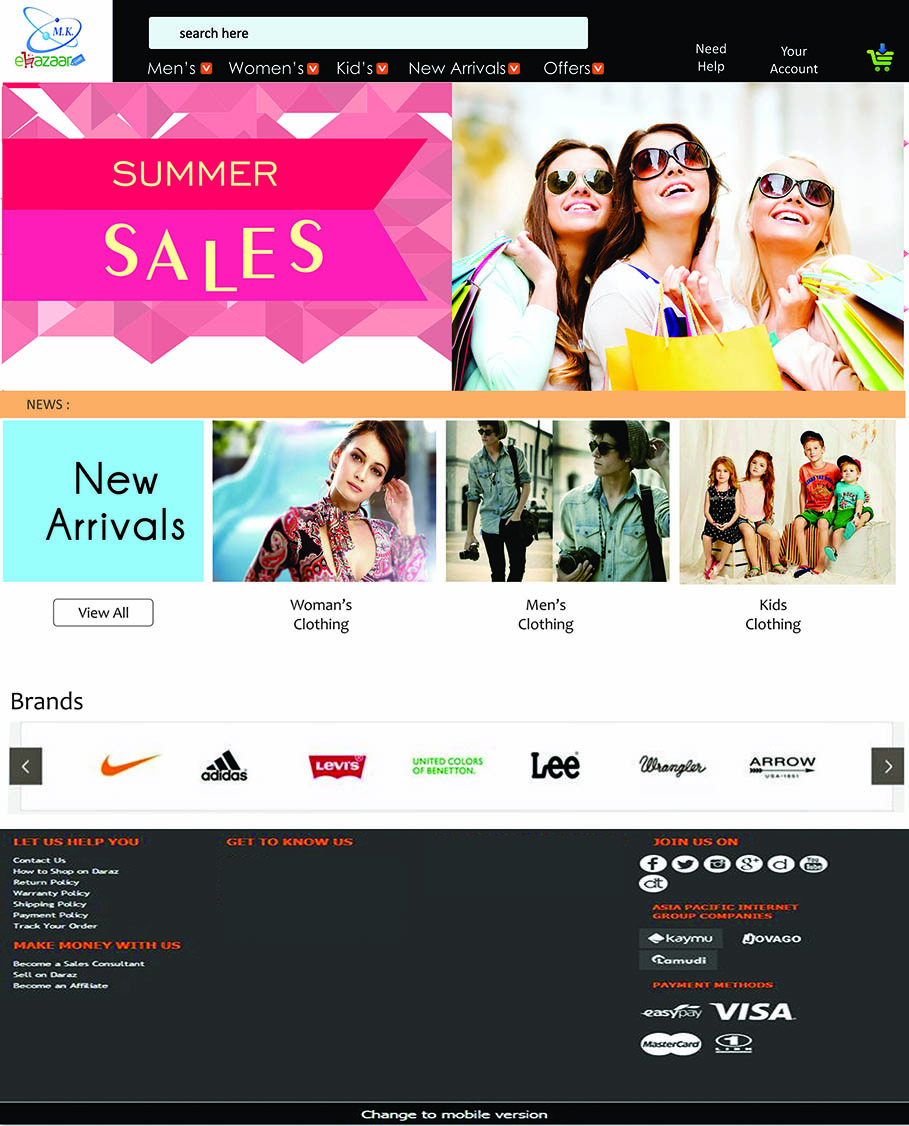 M.K.
ebazaar
search here
Men's
Women's
Kid's
New Arrivals
Offers
Need
Help
Your
Account
SUMMER
SALES
NEWS :
New
Arrivals
View All
Woman's
Clothing
Men's
Clothing
Kids
Clothing
Brands
adidas
LEVI'S
UNITED COLORS
OF BENETTON.
Lee
Wrangler
ARROW
USA-1851
LET US HELP YOU
Contact Us
How to Shop on Daraz
Return Policy
Warranty Policy
Shipping Policy
Payment Policy
Track Your Order
MAKE MONEY WITH US
Become a Sales Consultant
Sell on Daraz
Become an Affiliate
GET TO KNOW US
JOIN US ON
You
Tube
ASIA PACIFIC INTERNET
GROUP COMPANIES
kaymu
JOVAGO
Lamudi
PAYMENT METHODS
easypay
VISA
MasterCard
1
LINK
Change to mobile version